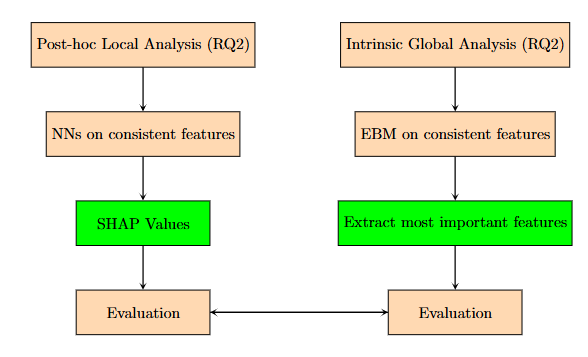 Post-hoc Local Analysis (RQ2)
Intrinsic Global Analysis (RQ2)
NNs on consistent features
EBM on consistent features
SHAP Values
Extract most important features
Evaluation
Evaluation